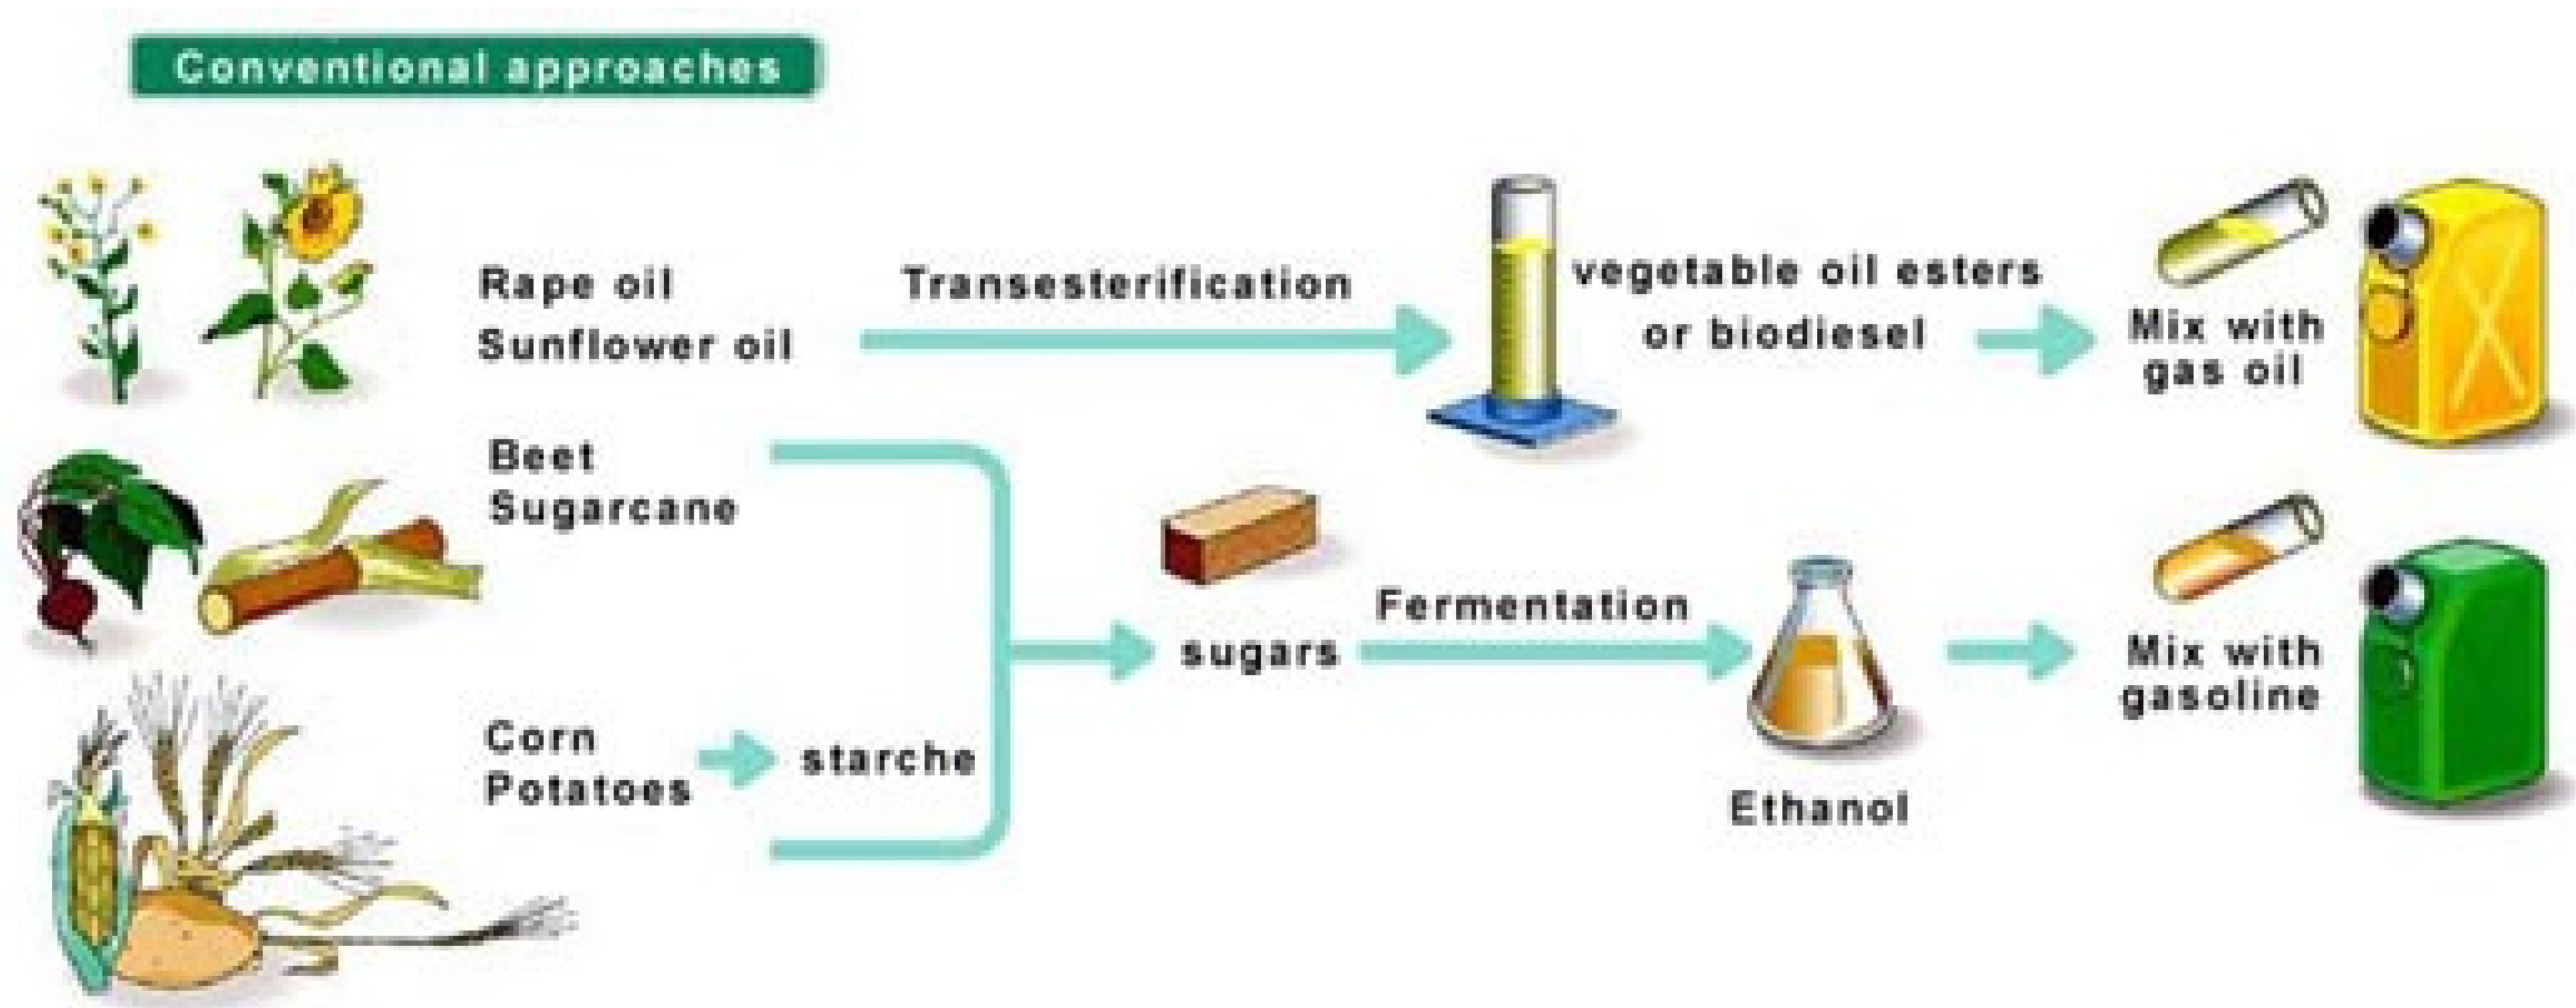 Conventional approaches
Rape oil
Sunflower oil
Transesterification
vegetable oil esters
or biodiesel
Mix with
gas oil
Beet
Sugarcane
Corn
Potatoes
starche
sugars
Fermentation
Ethanol
Mix with
gasoline